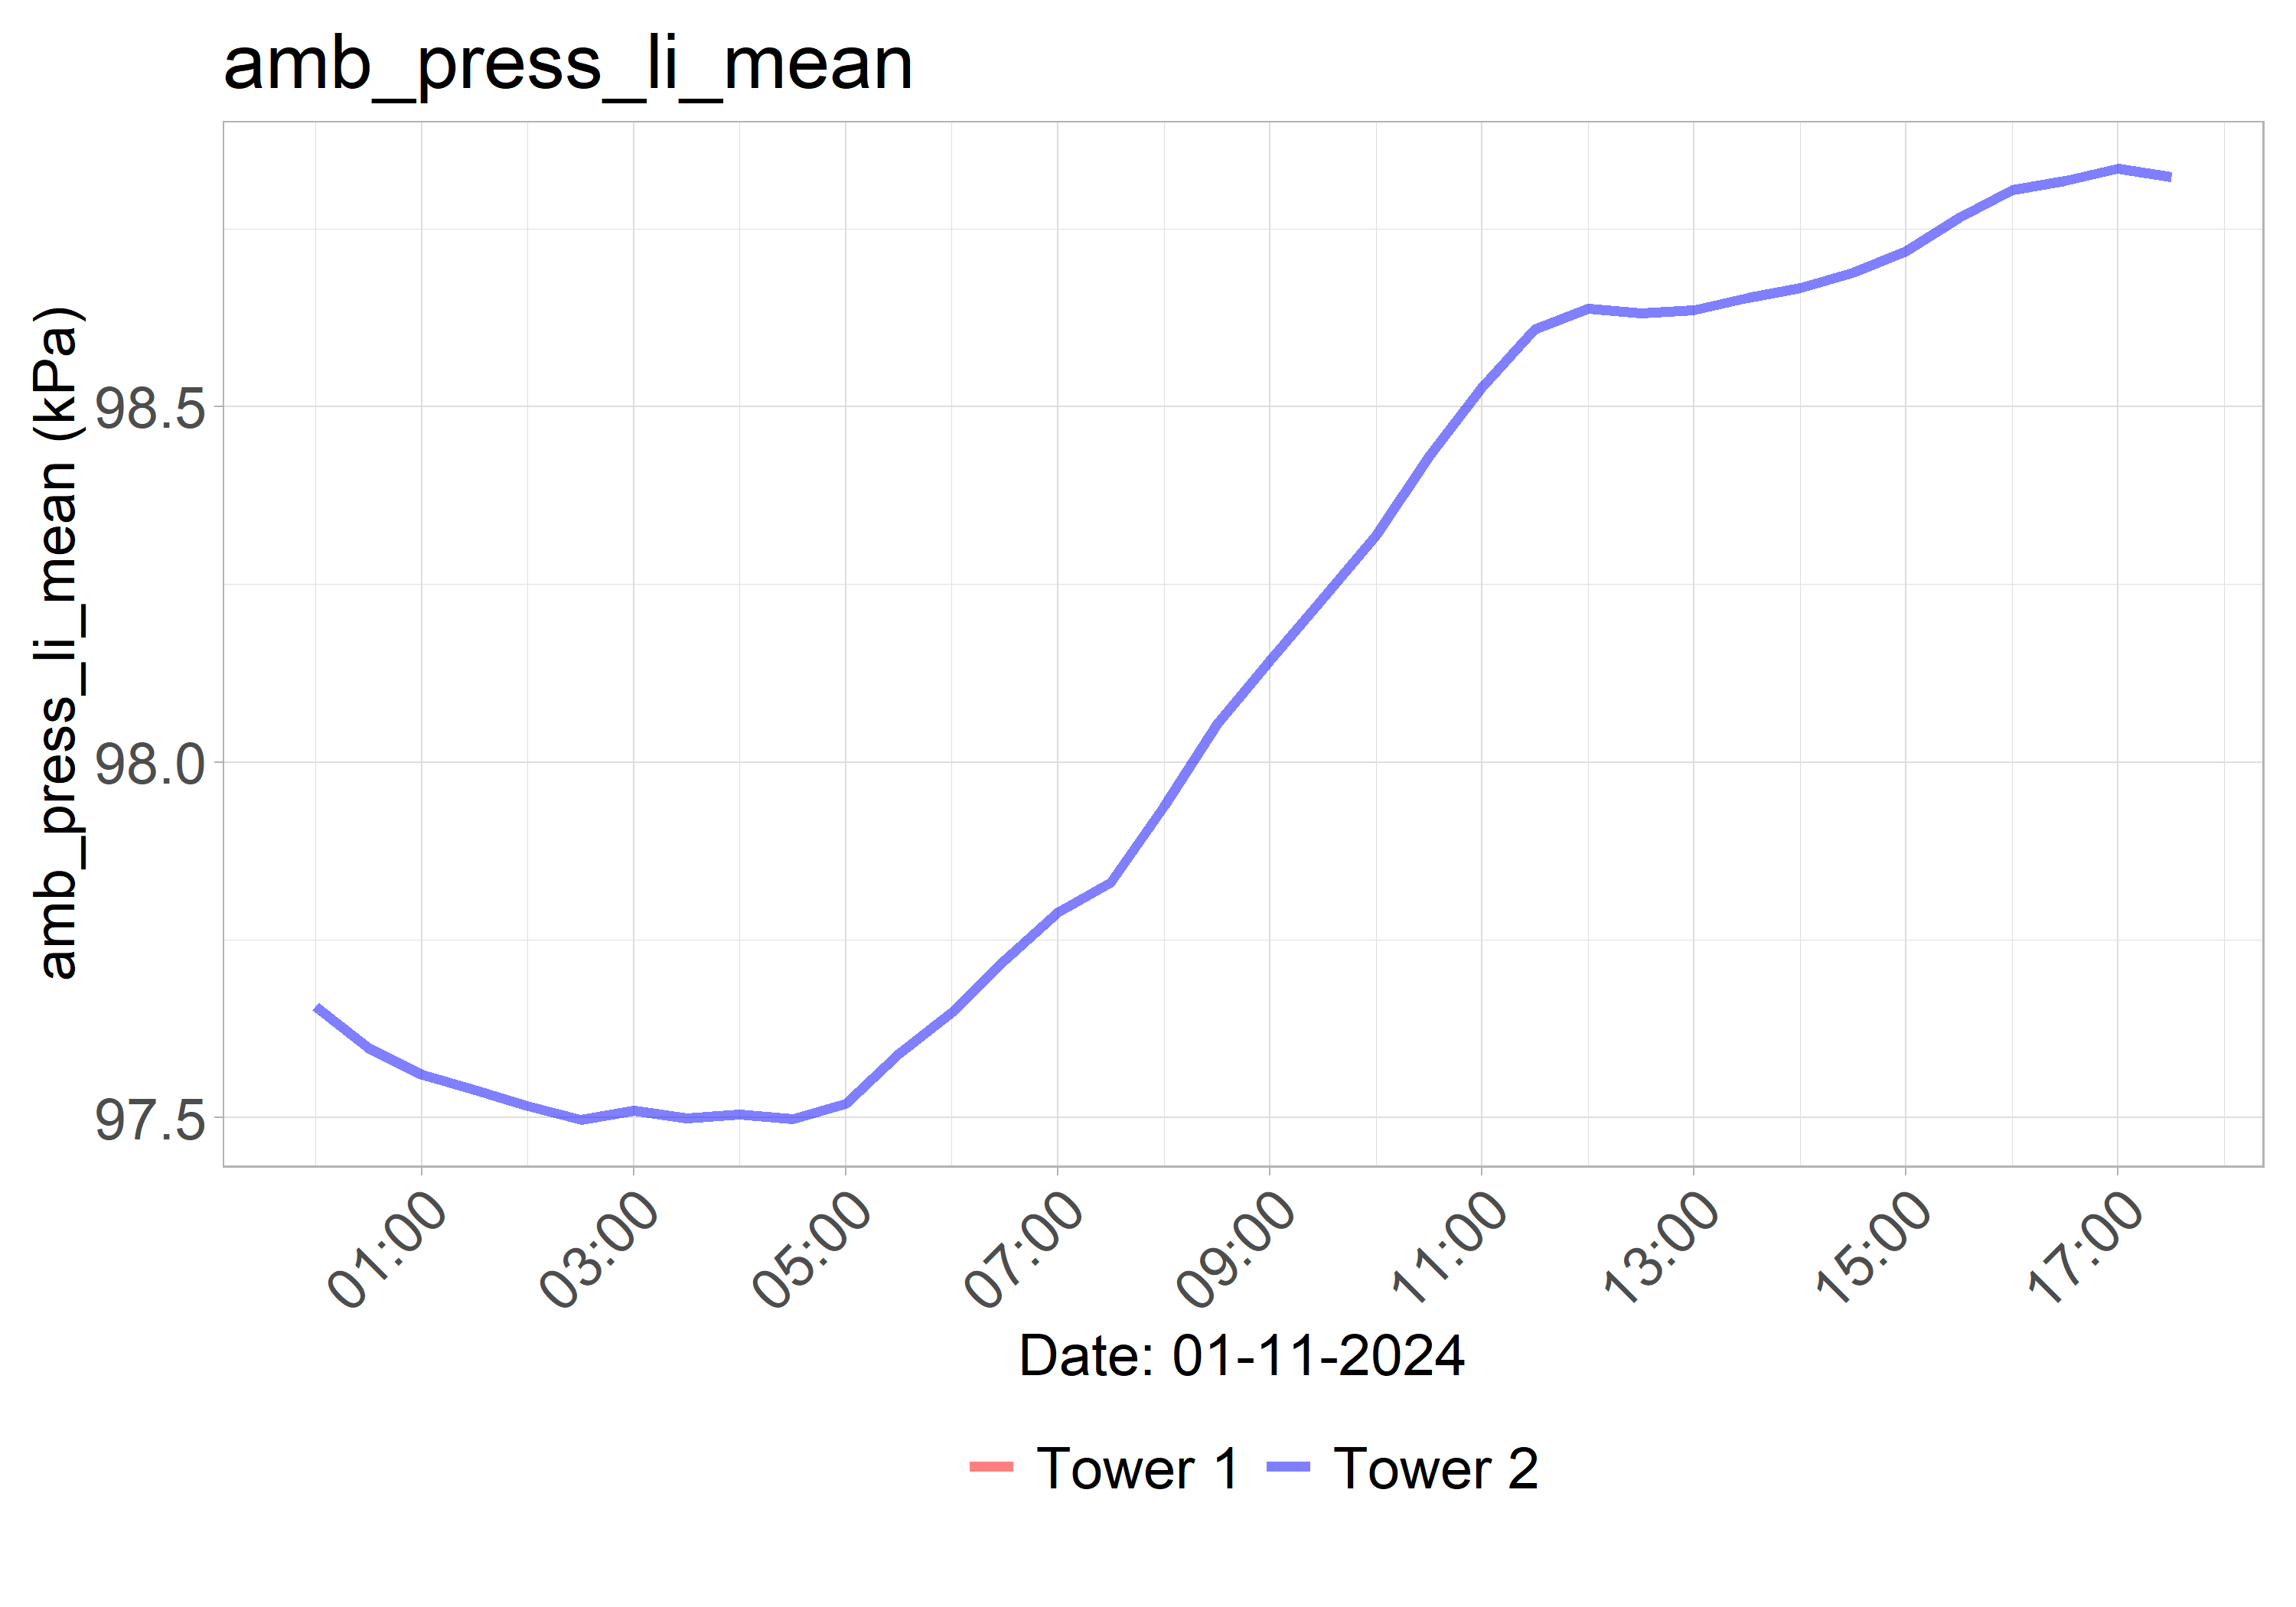 amb_press_li_mean
amb_press_li_mean (kPa)
98.5
98.0
97.5
01:00 03:00 05:00 07:00 09:00 11:00 13:00 15:00 17:00
Date: 01-11-2024
Tower 1 Tower 2